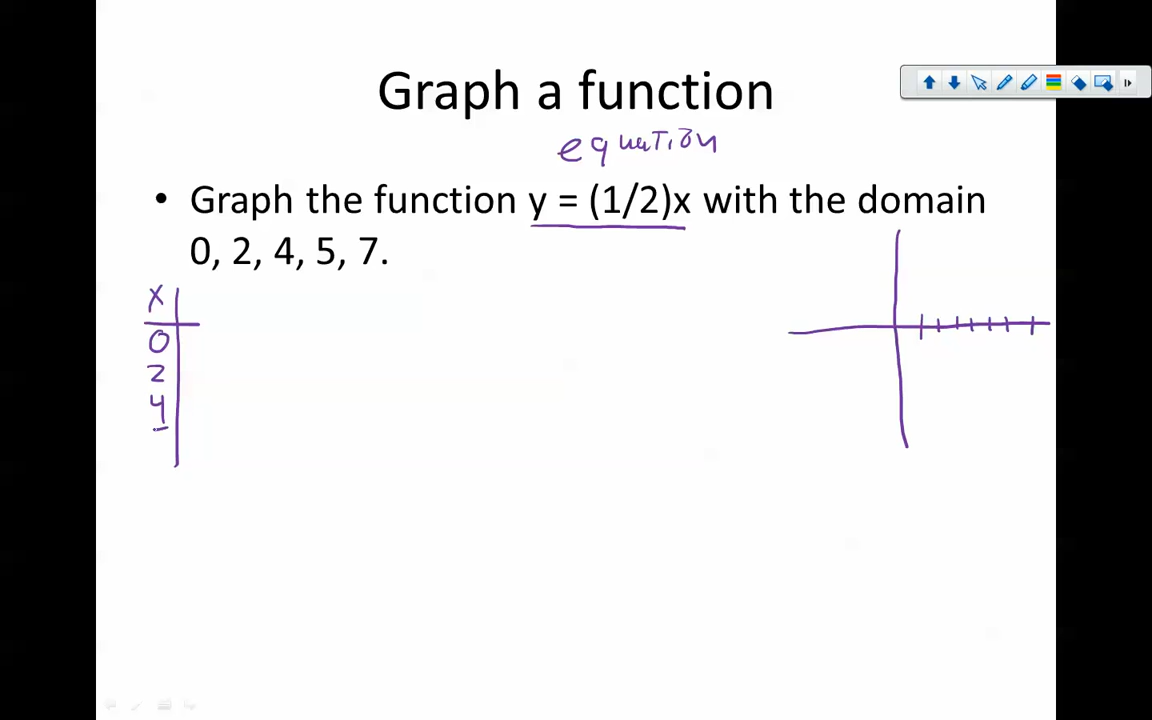 Graph a function
equation
• Graph the function y = (1/2)x with the domain
0, 2, 4, 5, 7.
x
0
2
4